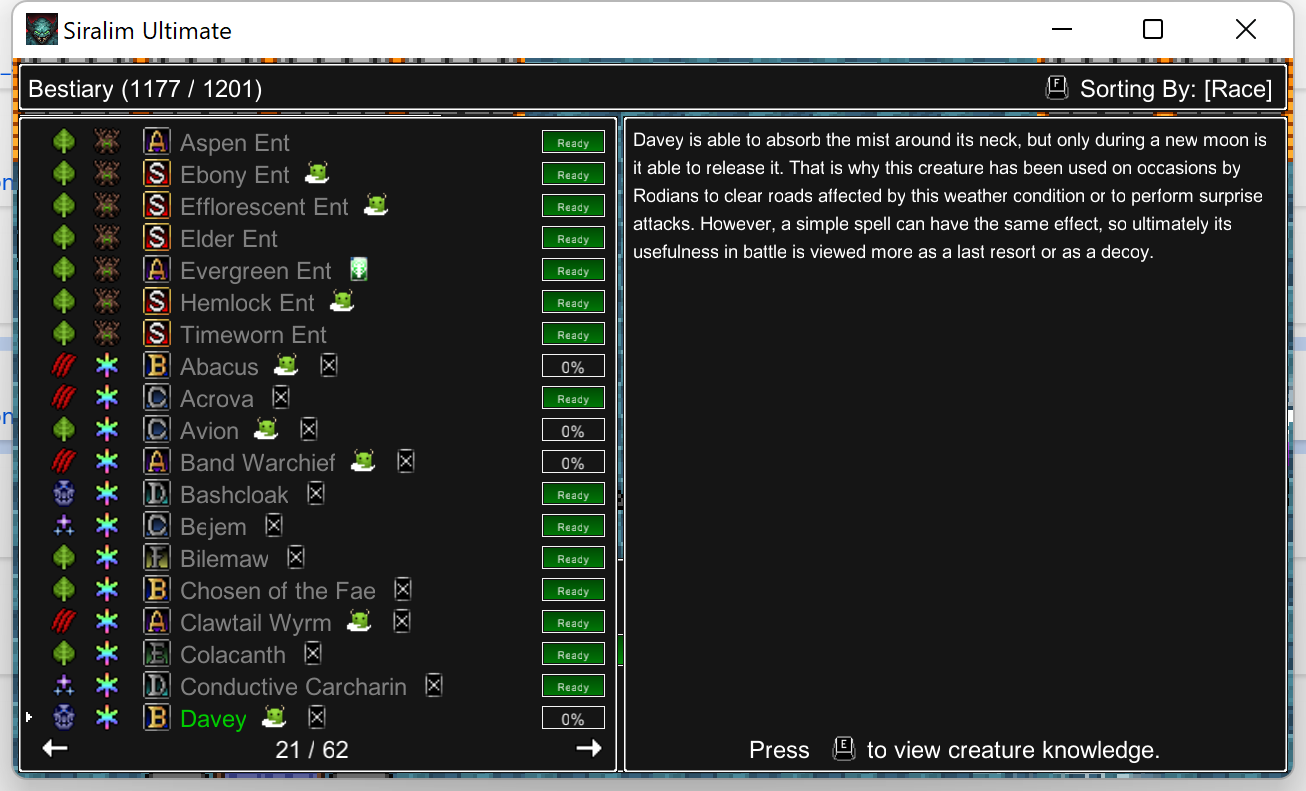 Siralim Ultimate
Bestiary (1177 / 1201)
F Sorting By: [Race]
A Aspen Ent Ready
S Ebony Ent Ready
S Efflorescent Ent Ready
S Elder Ent Ready
A Evergreen Ent Ready
S Hemlock Ent Ready
S Timeworn Ent Ready
B Abacus 0%
C Acrova Ready
C Avion 0%
A Band Warchief 0%
D Bashcloak Ready
C Bejem Ready
F Bilemaw Ready
B Chosen of the Fae Ready
A Clawtail Wyrm Ready
E Colacanth Ready
D Conductive Carcharin Ready
B Davey 0%
21 / 62
Davey is able to absorb the mist around its neck, but only during a new moon is
it able to release it. That is why this creature has been used on occasions by
Rodians to clear roads affected by this weather condition or to perform surprise
attacks. However, a simple spell can have the same effect, so ultimately its
usefulness in battle is viewed more as a last resort or as a decoy.
Press E to view creature knowledge.